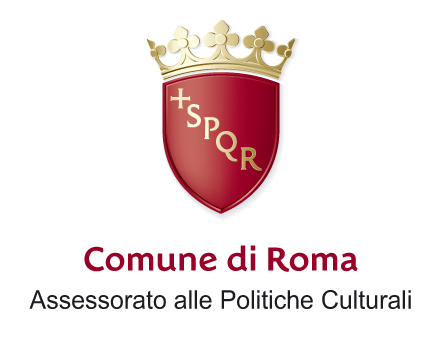 +SPQR
Comune di Roma
Assessorato alle Politiche Culturali